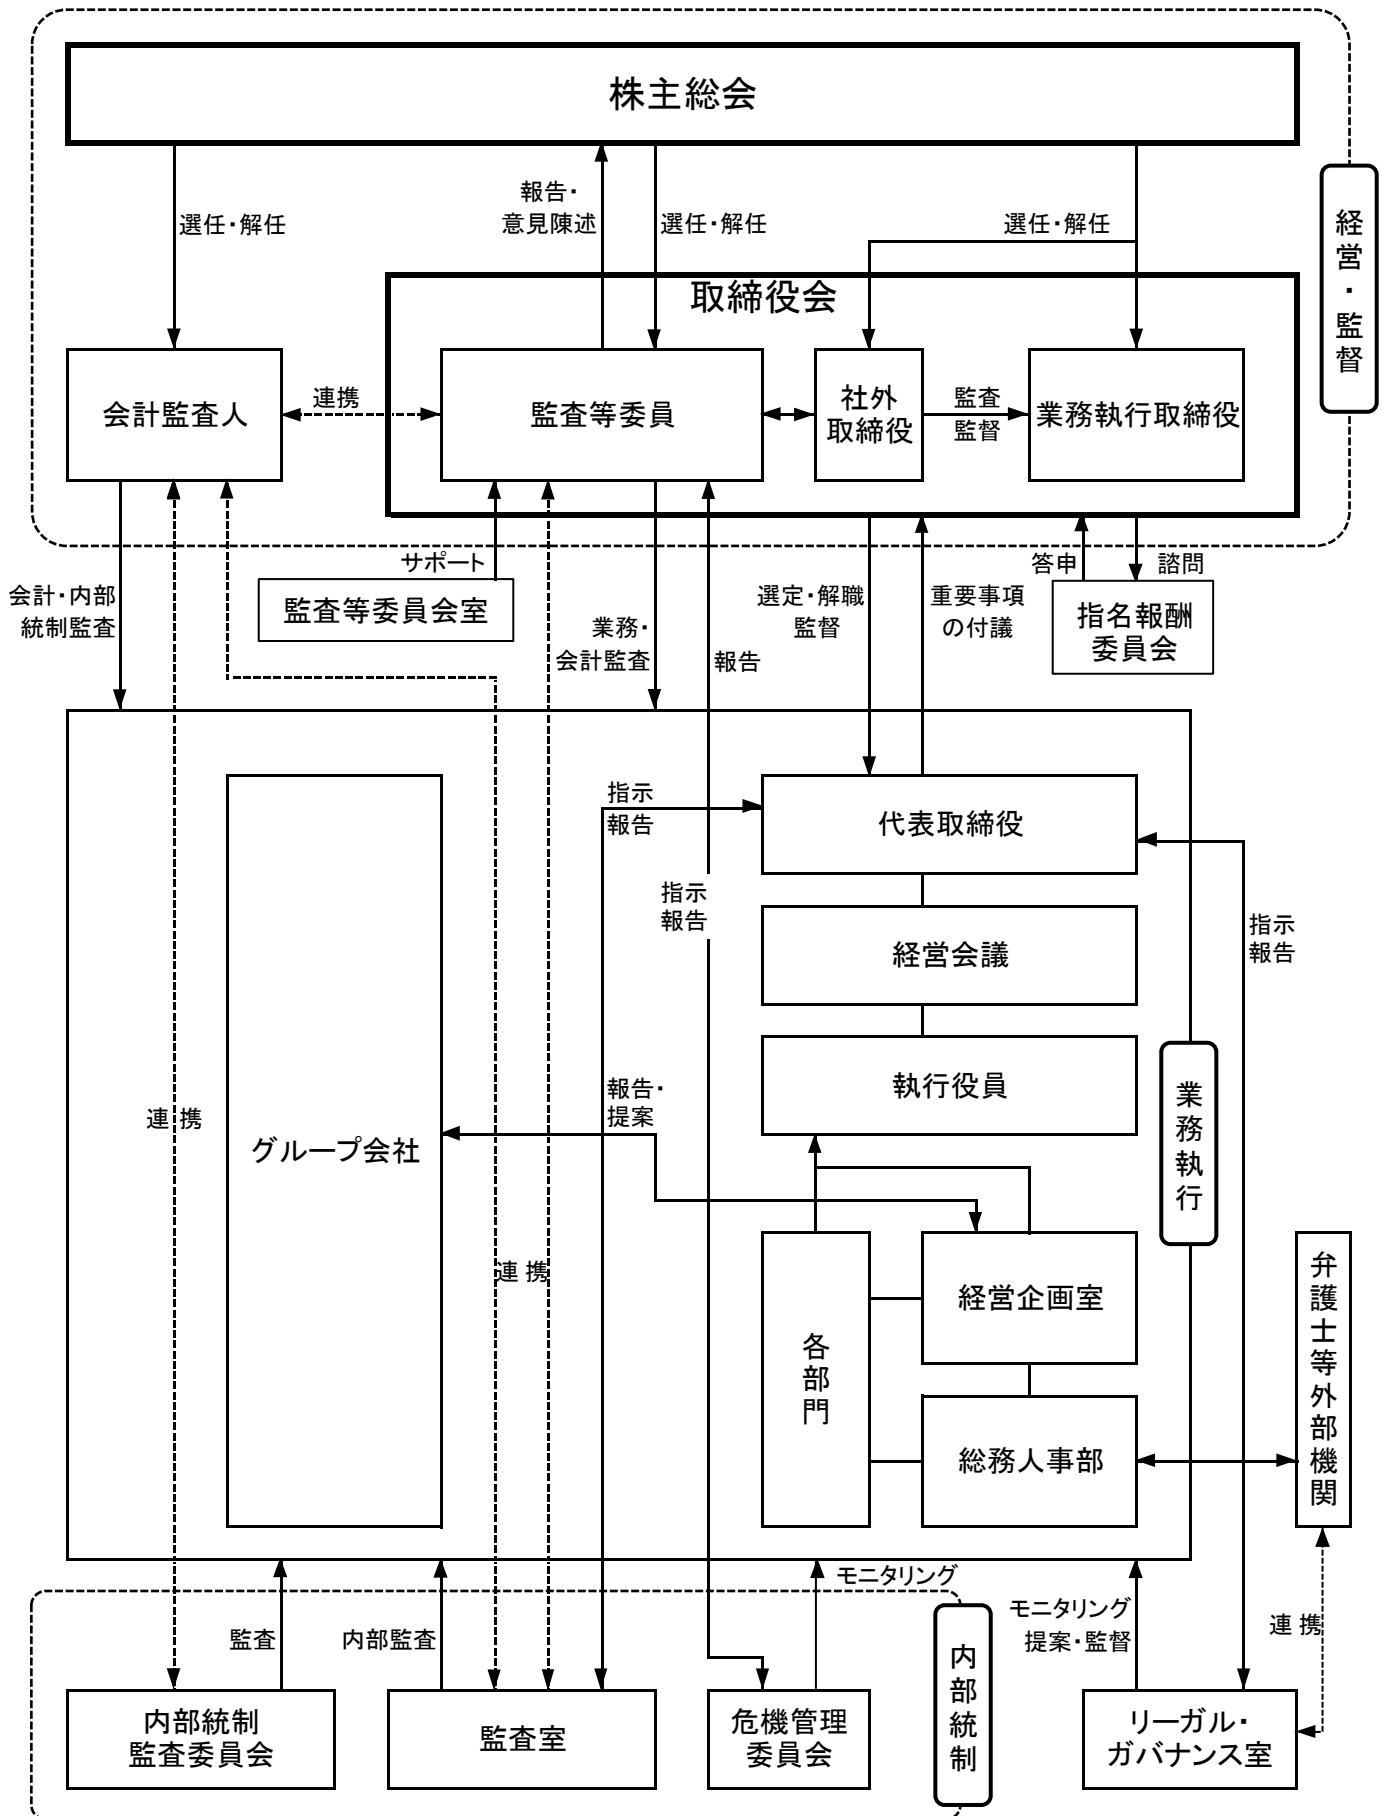 株主総会
選任・解任
報告・
意見陳述
選任・解任
選任・解任
経営・監督
取締役会
会計監査人
連携
監査等委員
社外
取締役
監査
監督
業務執行取締役
サポート
監査等委員会室
会計・内部
統制監査
業務・
会計監査
報告
選定・解職
監督
重要事項
の付議
答申
諮問
指名報酬
委員会
指示
報告
代表取締役
指示
報告
経営会議
指示
報告
執行役員
業務執行
連 携
グループ会社
報告・
提案
連 携
各部門
経営企画室
総務人事部
弁護士等外部機関
モニタリング
監査
内部監査
モニタリング
提案・監督
連 携
内部統制
内部統制
監査委員会
監査室
危機管理
委員会
リーガル・
ガバナンス室